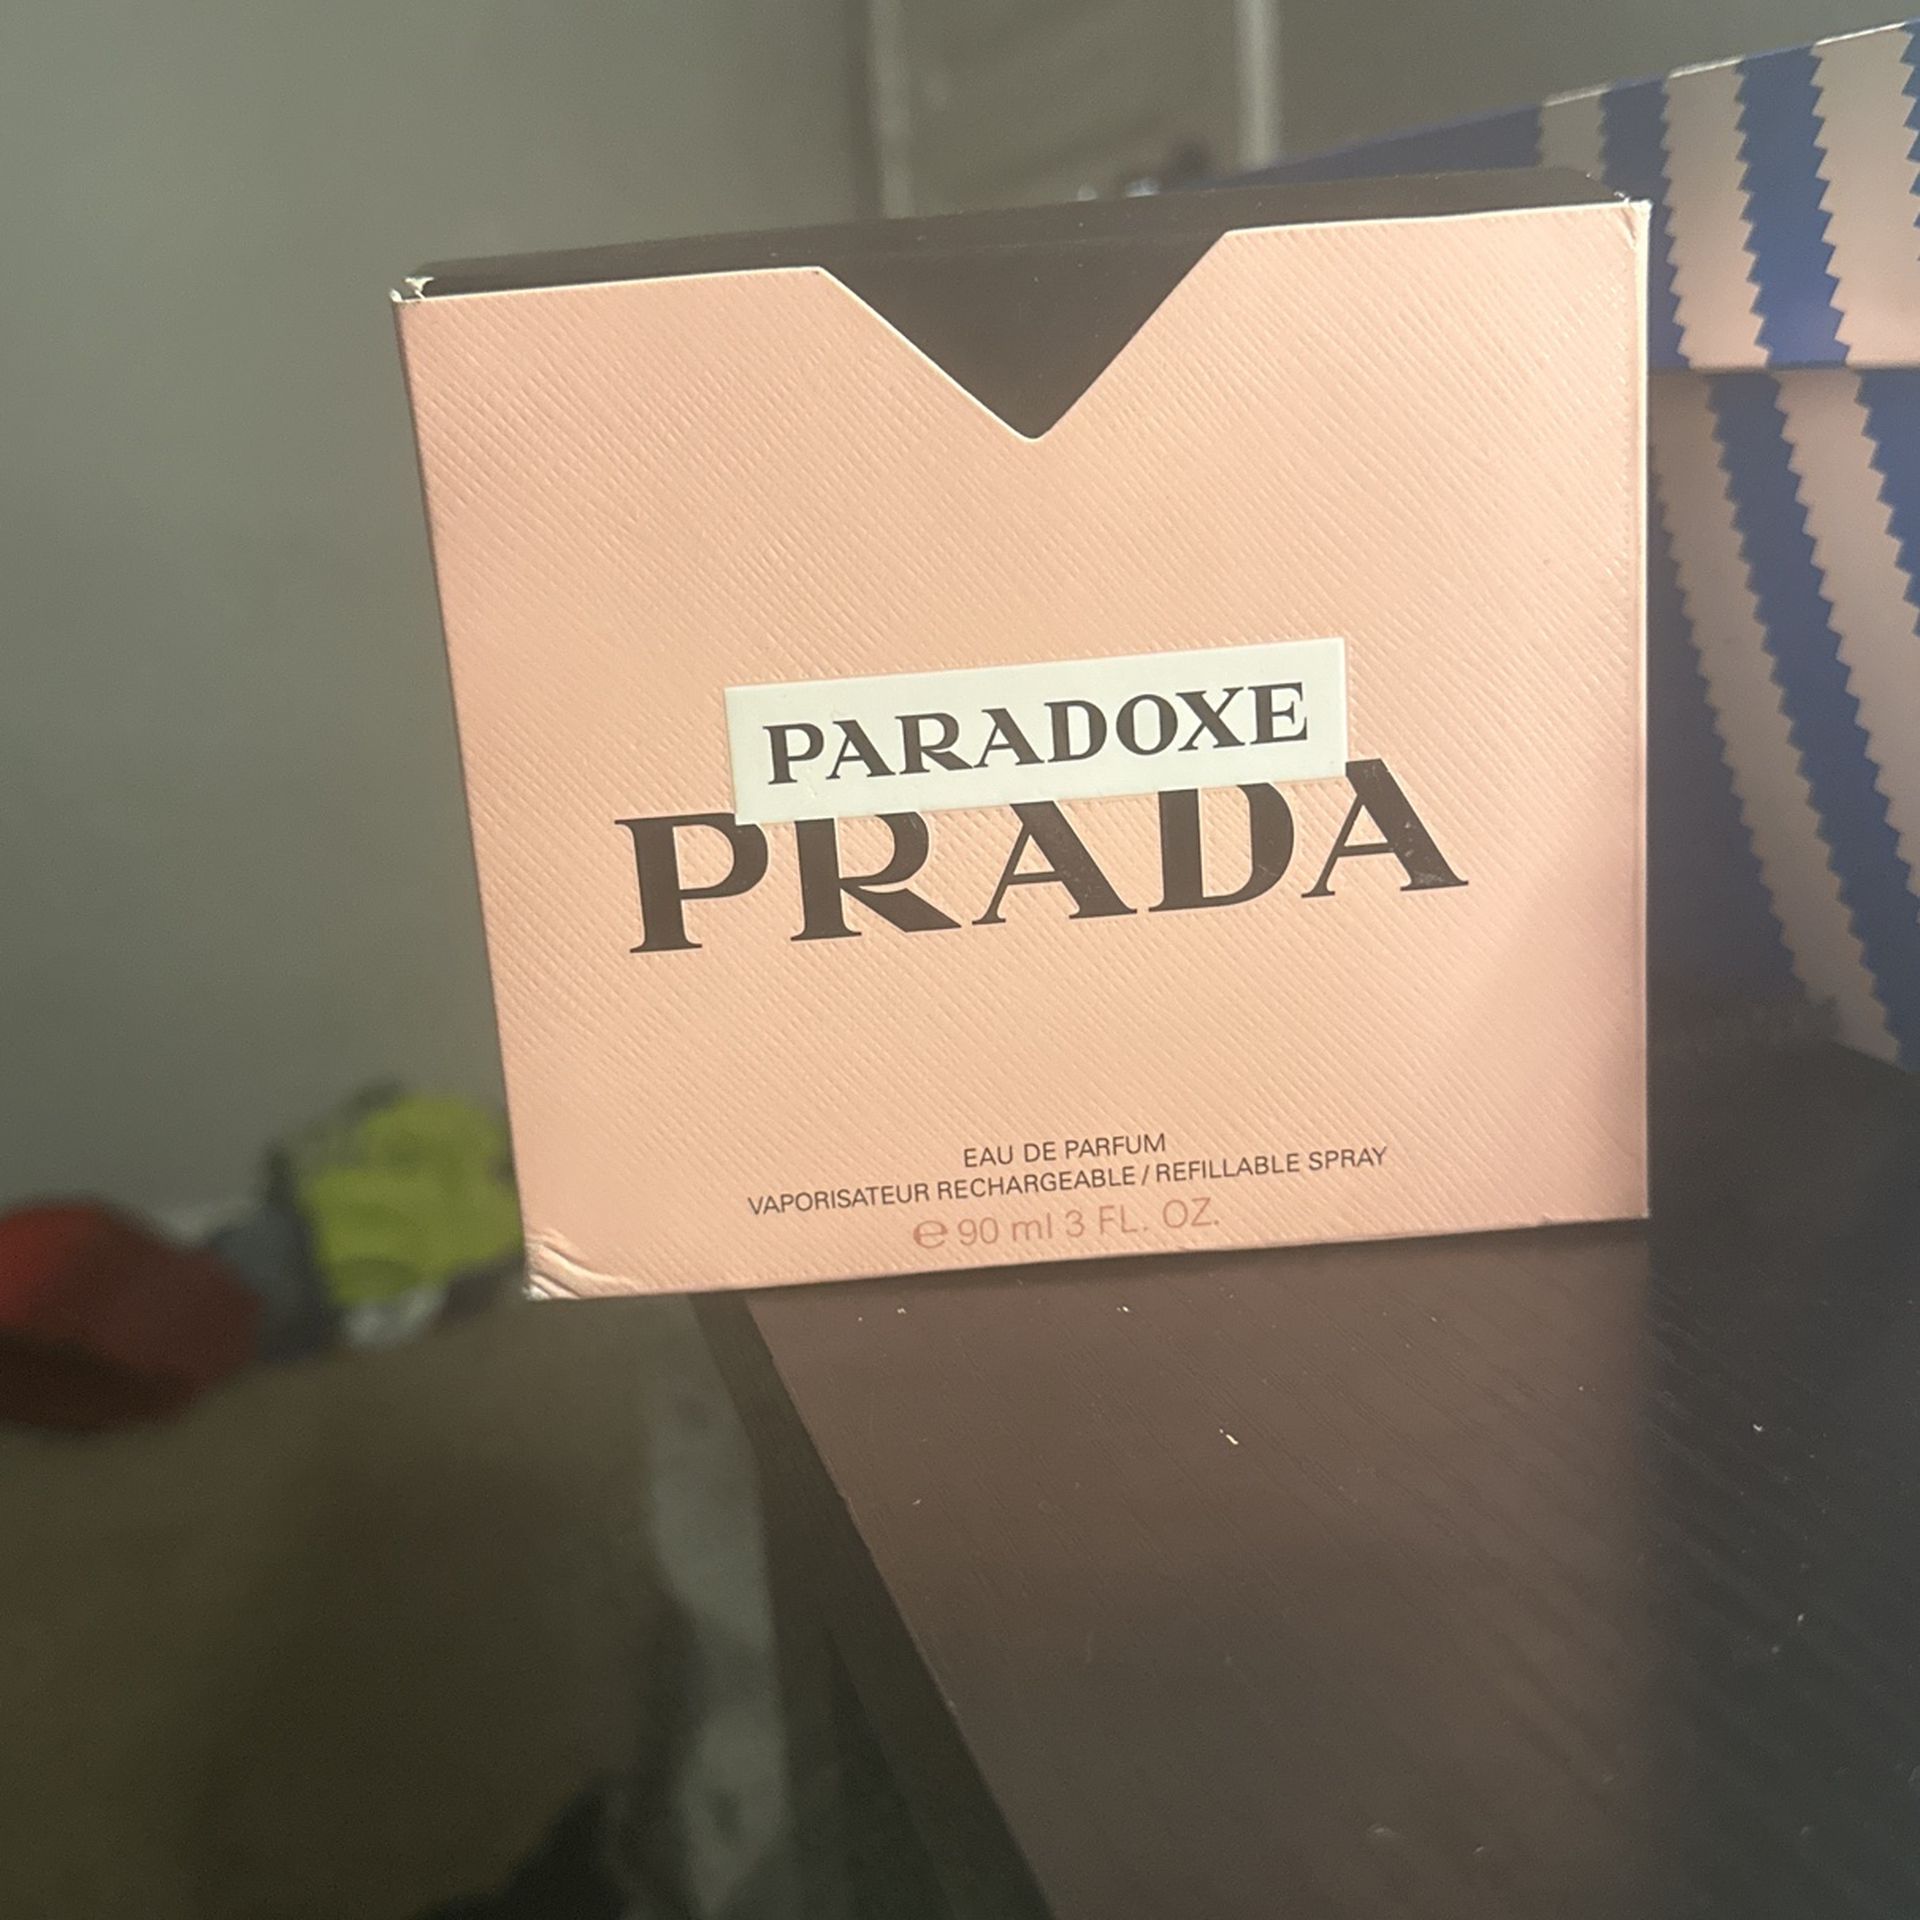 PARADOXE
PRADA
EAU DE PARFUM
VAPORISATEUR RECHARGEABLE / REFILLABLE SPRAY
℮ 90 ml 3 FL. OZ.